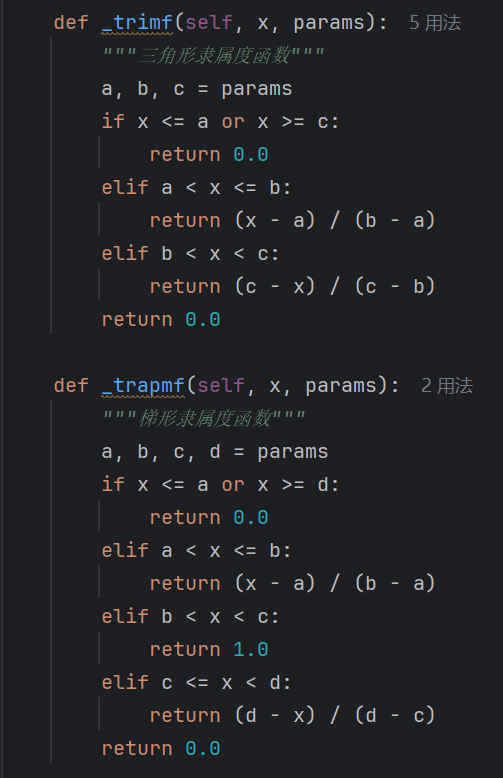 def _trimf(self, x, params):  5 用法
    """三角形隶属度函数"""
    a, b, c = params
    if x <= a or x >= c:
        return 0.0
    elif a < x <= b:
        return (x - a) / (b - a)
    elif b < x < c:
        return (c - x) / (c - b)
    return 0.0
def _trapmf(self, x, params):  2 用法
    """梯形隶属度函数"""
    a, b, c, d = params
    if x <= a or x >= d:
        return 0.0
    elif a < x <= b:
        return (x - a) / (b - a)
    elif b < x < c:
        return 1.0
    elif c <= x < d:
        return (d - x) / (d - c)
    return 0.0